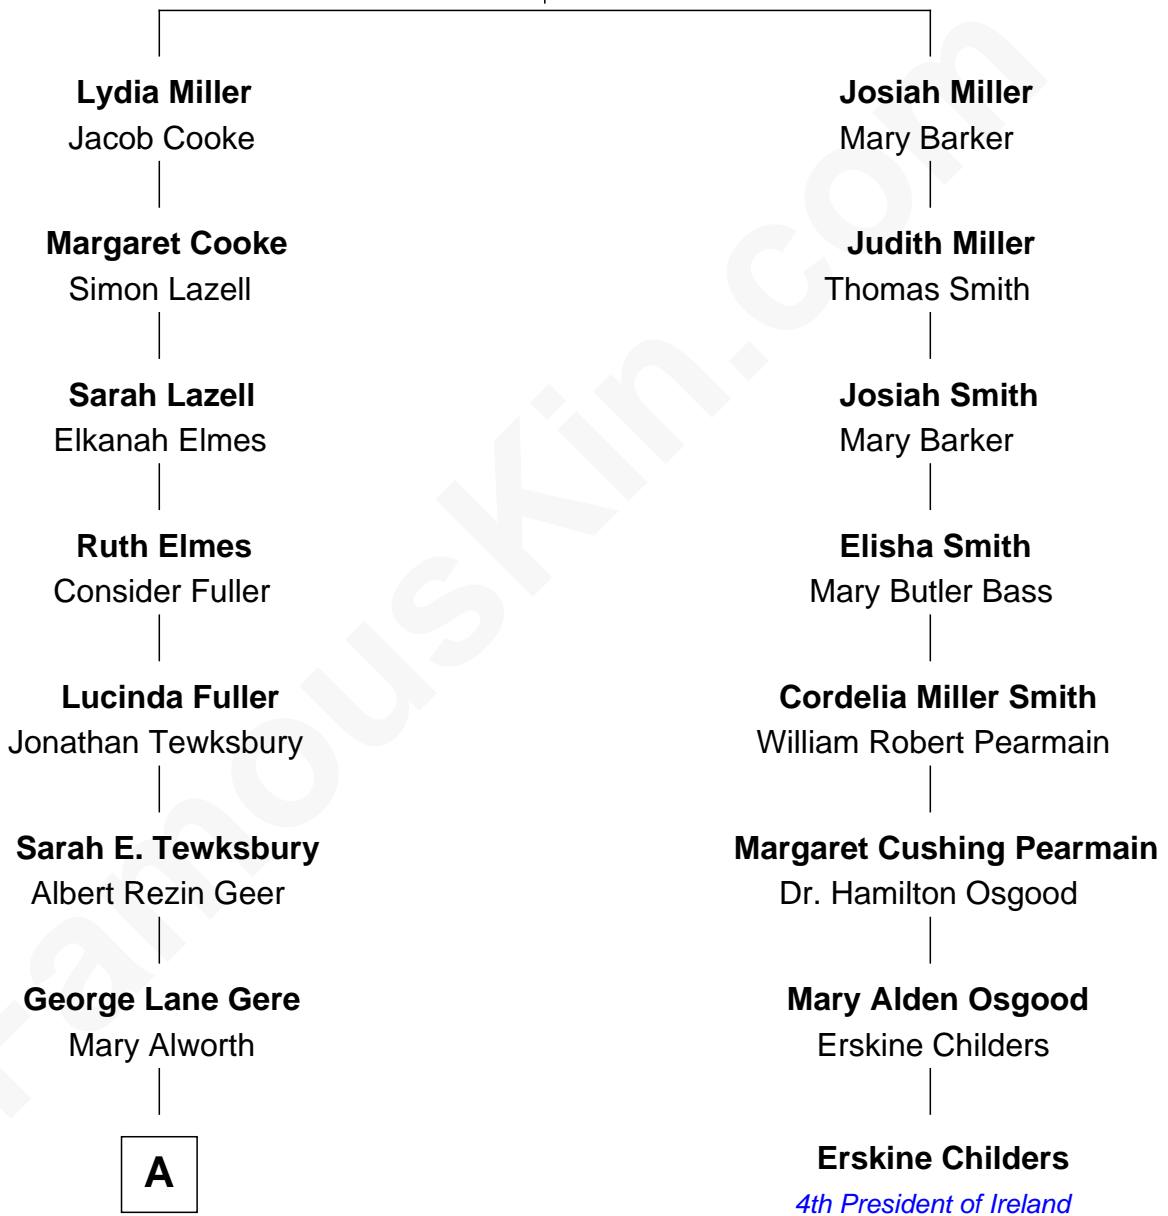 Lydia Miller
Jacob Cooke
Margaret Cooke
Simon Lazell
Sarah Lazell
Elkanah Elmes
Ruth Elmes
Consider Fuller
Lucinda Fuller
Jonathan Tewksbury
Sarah E. Tewksbury
Albert Rezin Geer
George Lane Gere
Mary Alworth
A
Josiah Miller
Mary Barker
Judith Miller
Thomas Smith
Josiah Smith
Mary Barker
Elisha Smith
Mary Butler Bass
Cordelia Miller Smith
William Robert Pearmain
Margaret Cushing Pearmain
Dr. Hamilton Osgood
Mary Alden Osgood
Erskine Childers
Erskine Childers
4th President of Ireland
FamousKin.com